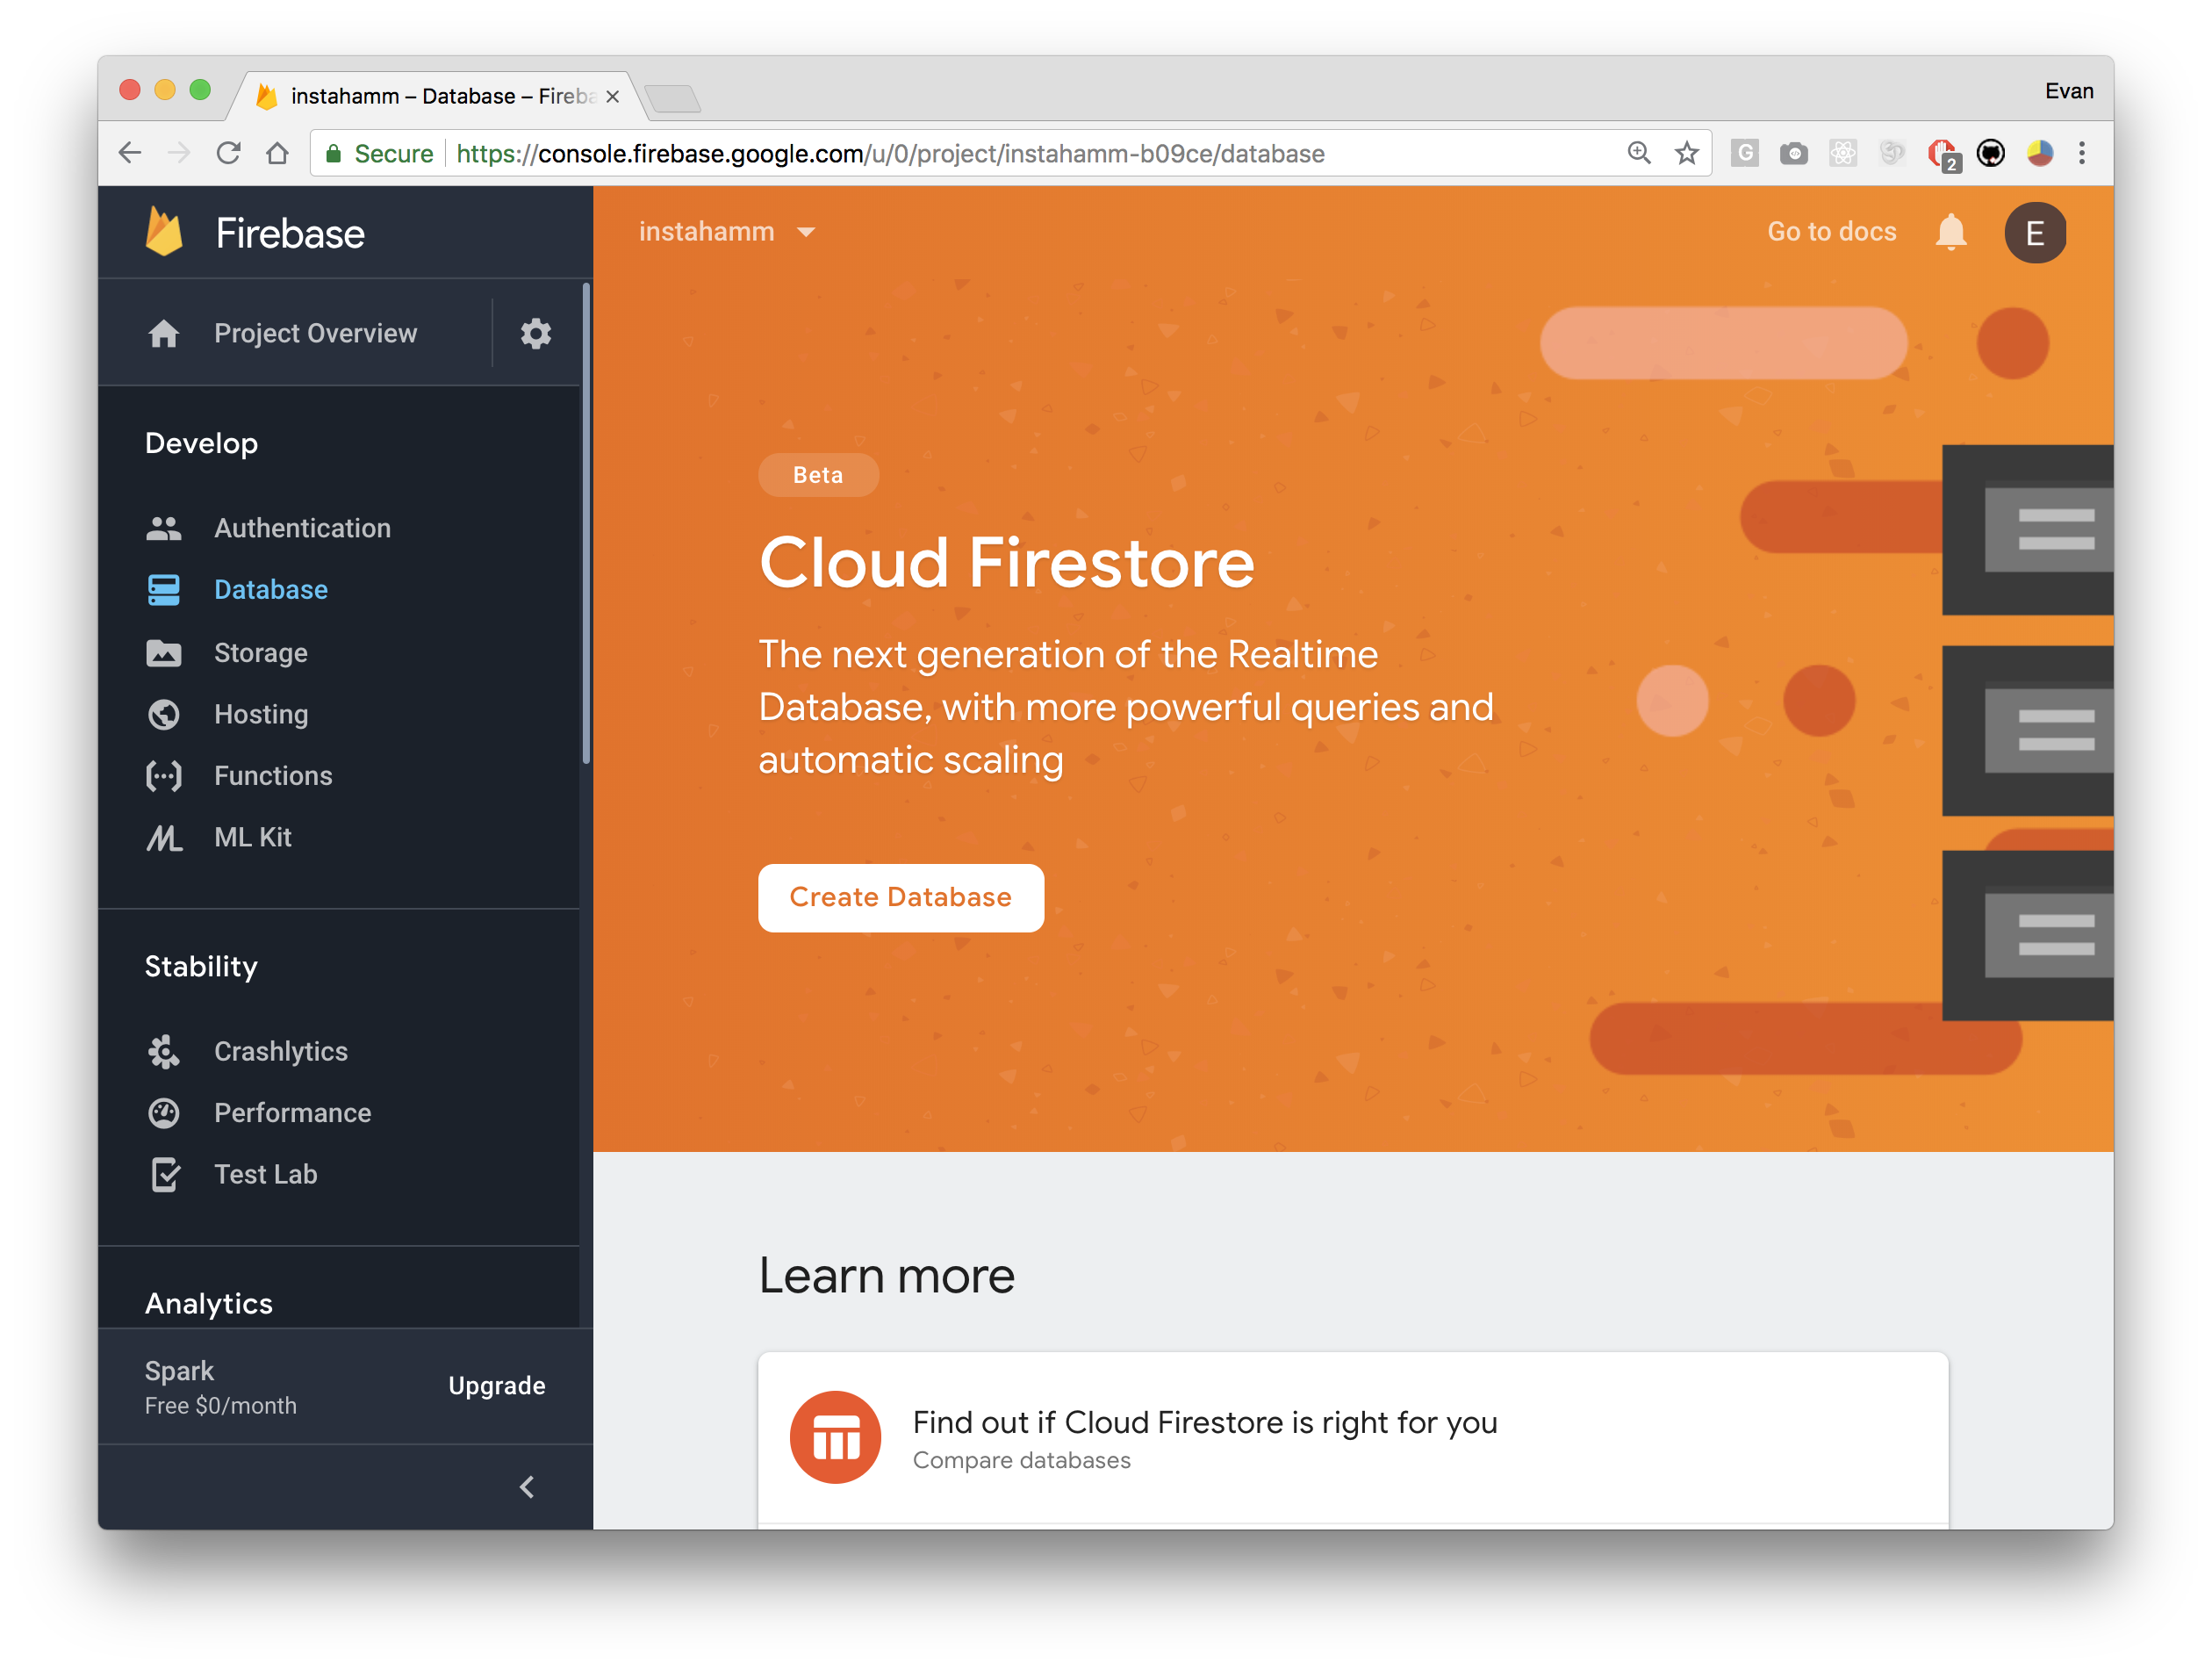 instahamm – Database – Fireba
Evan
Secure
https://console.firebase.google.com/u/0/project/instahamm-b09ce/database
G
2
Firebase
instahamm
Go to docs
E
Project Overview
Develop
Authentication
Database
Storage
Hosting
Functions
ML Kit
Stability
Crashlytics
Performance
Test Lab
Analytics
Spark
Free $0/month
Upgrade
Beta
Cloud Firestore
The next generation of the Realtime
Database, with more powerful queries and
automatic scaling
Create Database
Learn more
Find out if Cloud Firestore is right for you
Compare databases